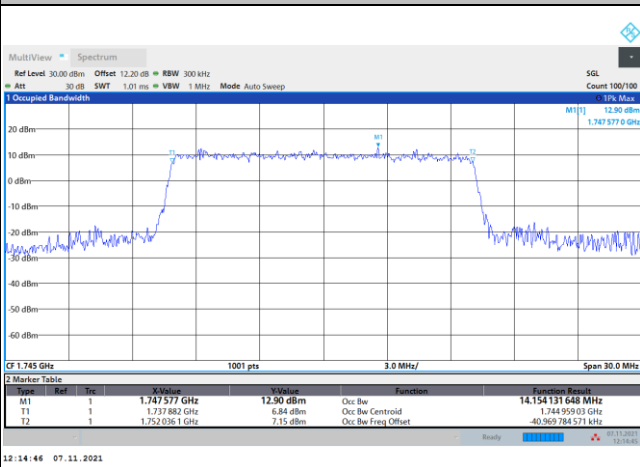 MultiView Spectrum
Ref Level 30.00 dBm Offset 12.20 dB RBW 300 kHz SGL
Att 30 dB SWT 1.01 ms VBW 1 MHz Mode Auto Sweep Count 100/100
1 Occupied Bandwidth 1Pk Max
M1[1] 12.90 dBm
1.747 577 0 GHz
20 dBm
M1
T1 T2
10 dBm
0 dBm
-10 dBm
-20 dBm
-30 dBm
-40 dBm
-50 dBm
-60 dBm
CF 1.745 GHz 1001 pts 3.0 MHz/ Span 30.0 MHz
2 Marker Table
Type Ref Trc X-Value Y-Value Function Function Result
M1 1 1.747 577 GHz 12.90 dBm Occ Bw 14.154 131 648 MHz
T1 1 1.737 882 GHz 6.84 dBm Occ Bw Centroid 1.744 959 03 GHz
T2 1 1.752 036 1 GHz 7.15 dBm Occ Bw Freq Offset -40.969 784 571 kHz
Ready 07.11.2021
12:14:45
12:14:46 07.11.2021